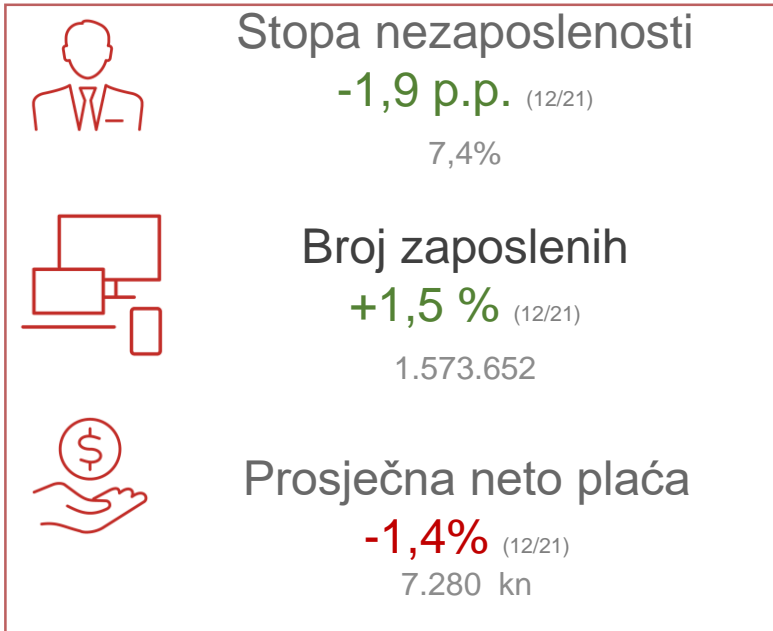 Stopa nezaposlenosti
-1,9 p.p. (12/21)
7,4%
Broj zaposlenih
+1,5 % (12/21)
1.573.652
$
Prosječna neto plaća
-1,4% (12/21)
7.280 kn